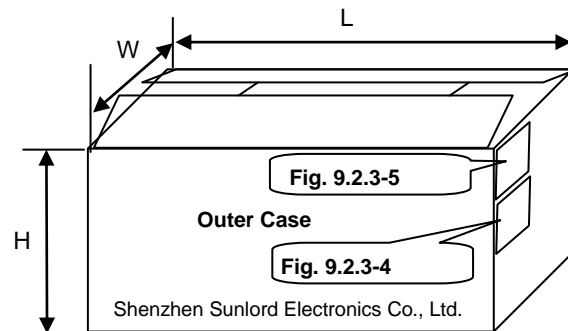 L
W
Fig. 9.2.3-5
Outer Case
H
Fig. 9.2.3-4
Shenzhen Sunlord Electronics Co., Ltd.